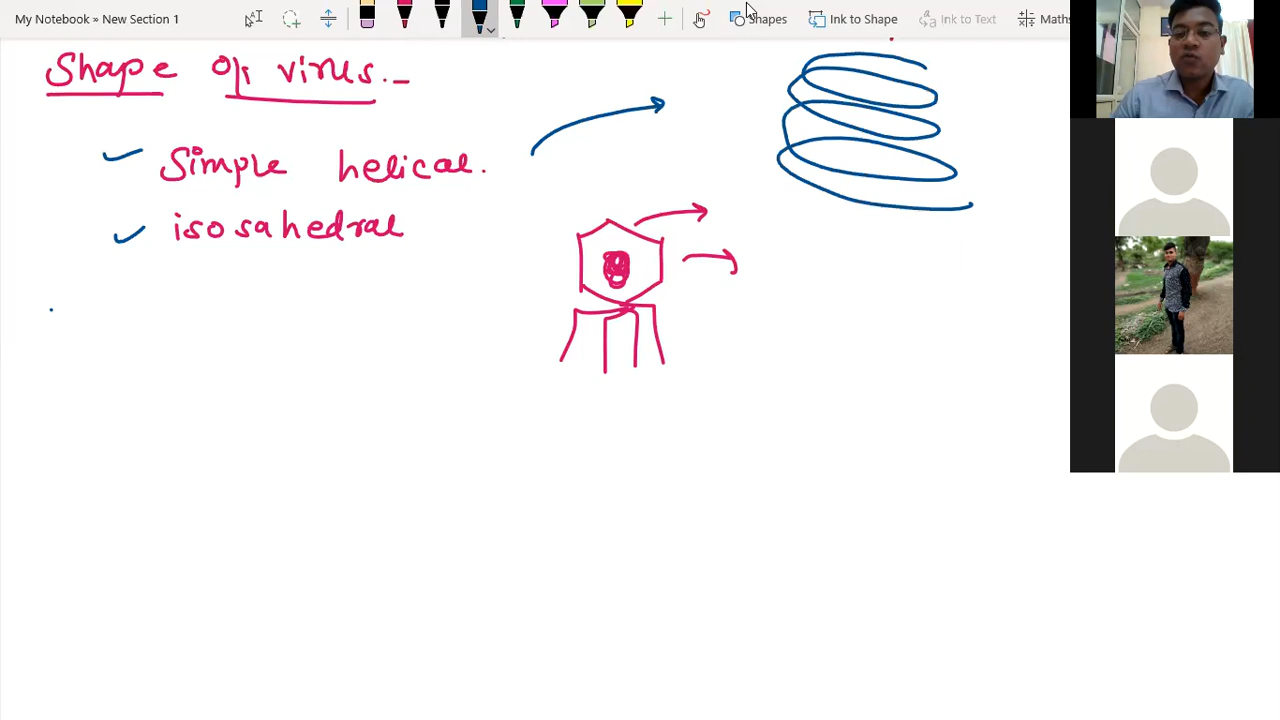 My Notebook » New Section 1
Shapes
Ink to Shape
Ink to Text
Maths
Shape of virus.-
Simple helical.
isosahedral